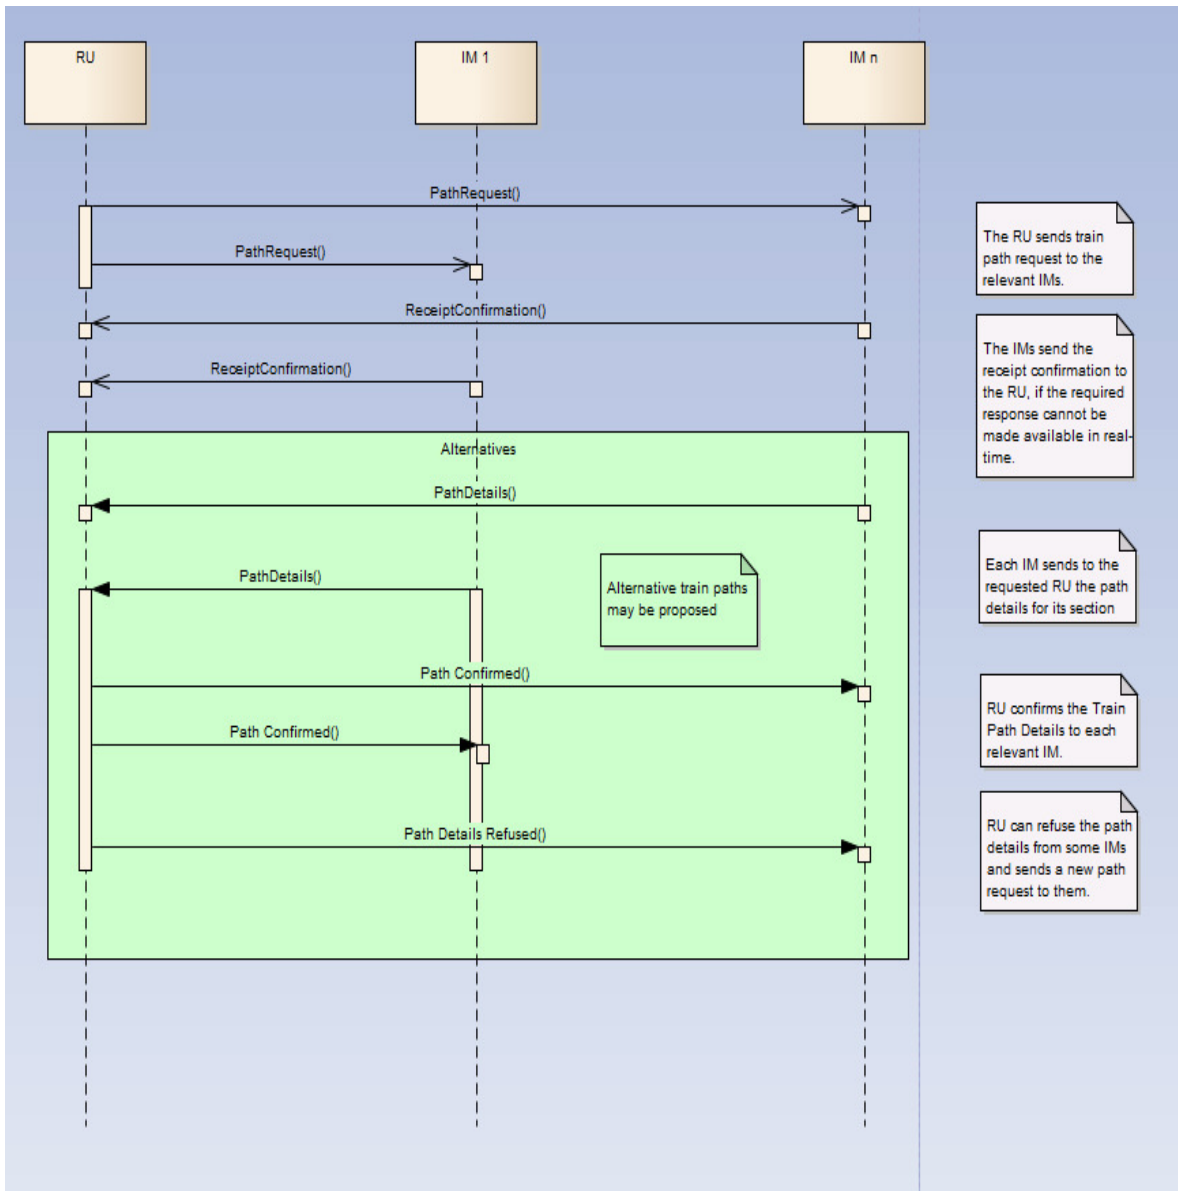 RU
IM 1
IM n
PathRequest()
PathRequest()
The RU sends train
path request to the
relevant IMs.
ReceiptConfirmation()
ReceiptConfirmation()
The IMs send the
receipt confirmation to
the RU, if the required
response cannot be
made available in real-
time.
Alternatives
PathDetails()
PathDetails()
Alternative train paths
may be proposed
Each IM sends to the
requested RU the path
details for its section
Path Confirmed()
Path Confirmed()
RU confirms the Train
Path Details to each
relevant IM.
Path Details Refused()
RU can refuse the path
details from some IMs
and sends a new path
request to them.